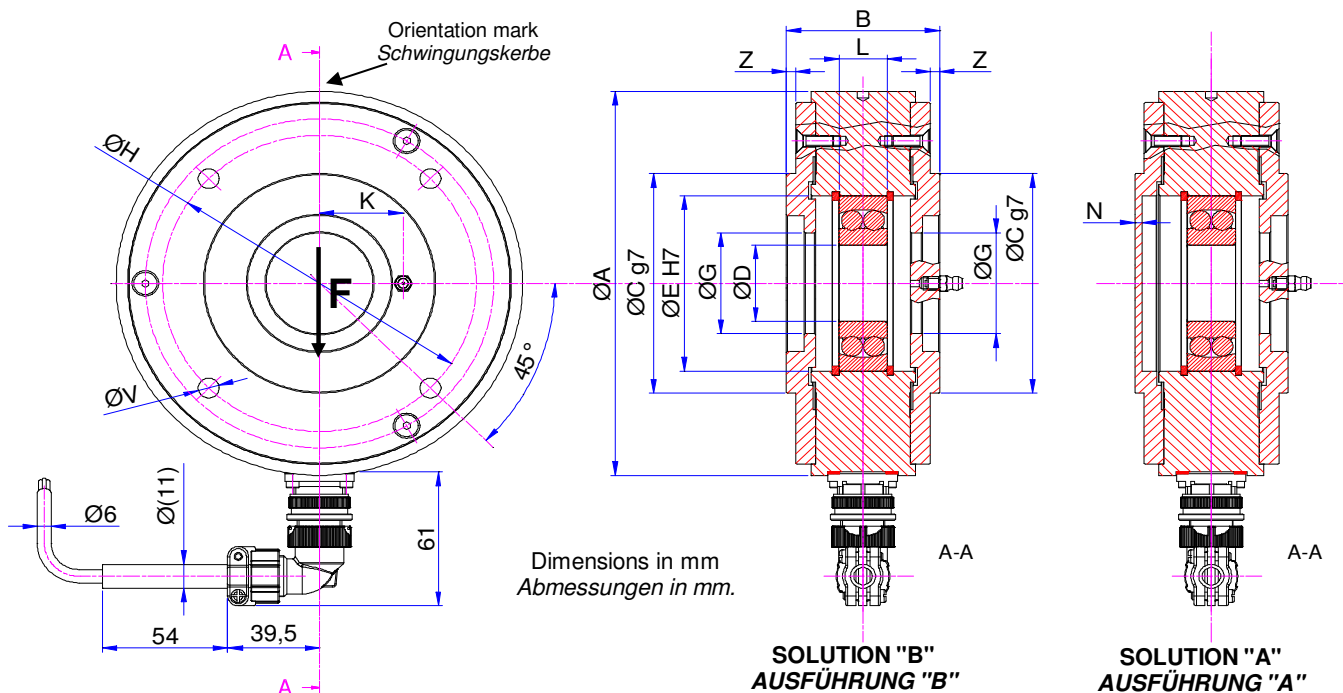 Orientation mark
Schwingungskerbe
A
ØH
K
F
45°
ØV
Ø6
Ø(11)
61
54
39,5
A
Dimensions in mm
Abmessungen in mm.
B
L
Z
Z
ØA
ØC g7
ØE H7
ØG
ØD
ØG
ØC g7
A-A
SOLUTION "B"
AUSFÜHRUNG "B"
N
A-A
SOLUTION "A"
AUSFÜHRUNG "A"